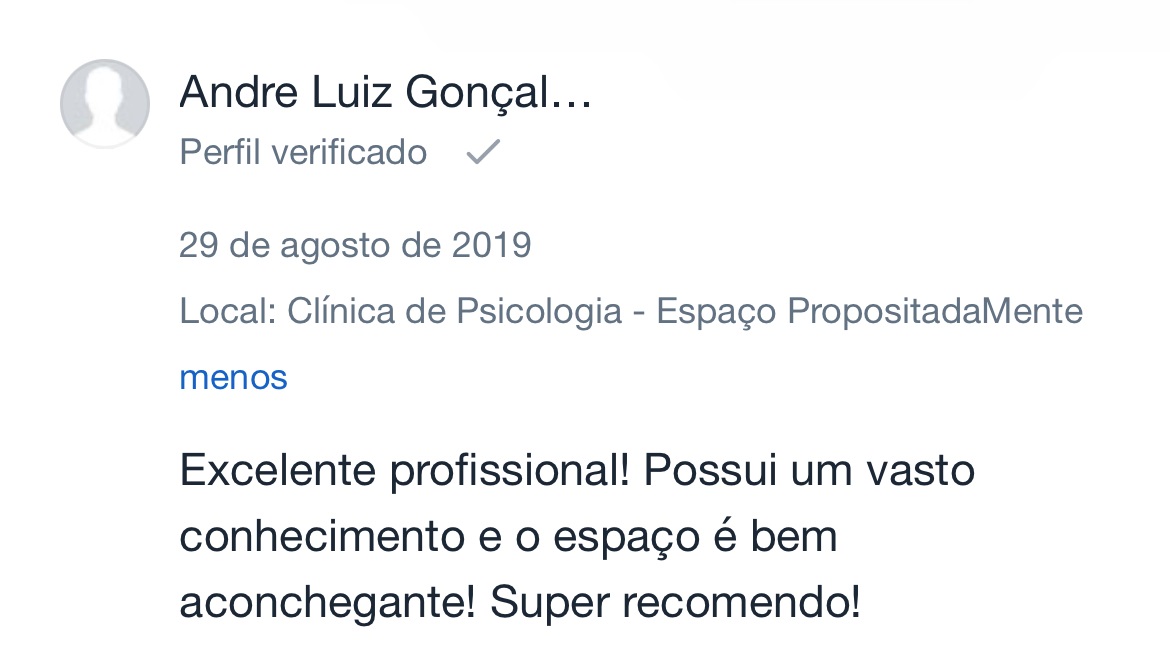 Andre Luiz Gonçal...
Perfil verificado
29 de agosto de 2019
Local: Clínica de Psicologia - Espaço PropositadaMente
menos
Excelente profissional! Possui um vasto
conhecimento e o espaço é bem
aconchegante! Super recomendo!